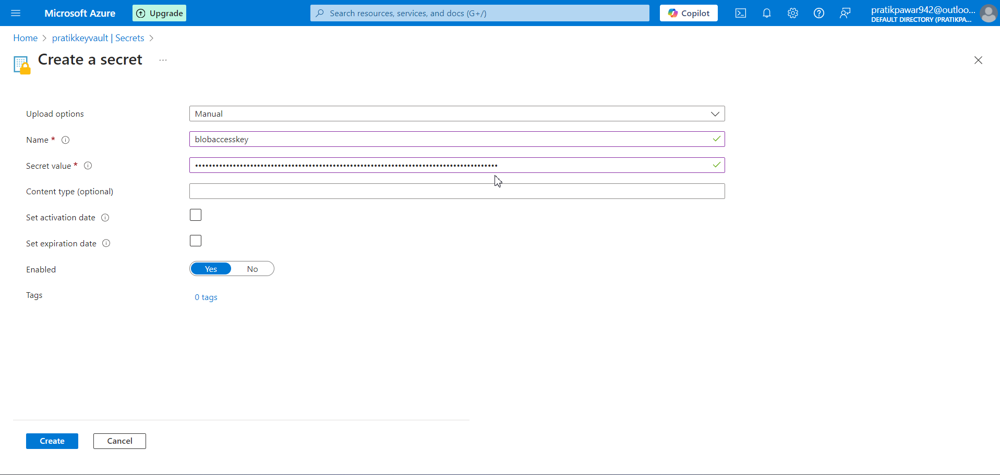 Microsoft Azure
Upgrade
Search resources, services, and docs (G+/)
Copilot
pratikpawar942@outloo...
DEFAULT DIRECTORY (PRATIKPA...
Home > pratikkeyvault | Secrets >
Create a secret ...
Upload options
Manual
Name *
blobaccesskey
Secret value *
••••••••••••••••••••••••••••••••••••••••••••••••••••••••••••••••••••••••••••••••••••••••
Content type (optional)
Set activation date
Set expiration date
Enabled
Yes No
Tags
0 tags
Create
Cancel